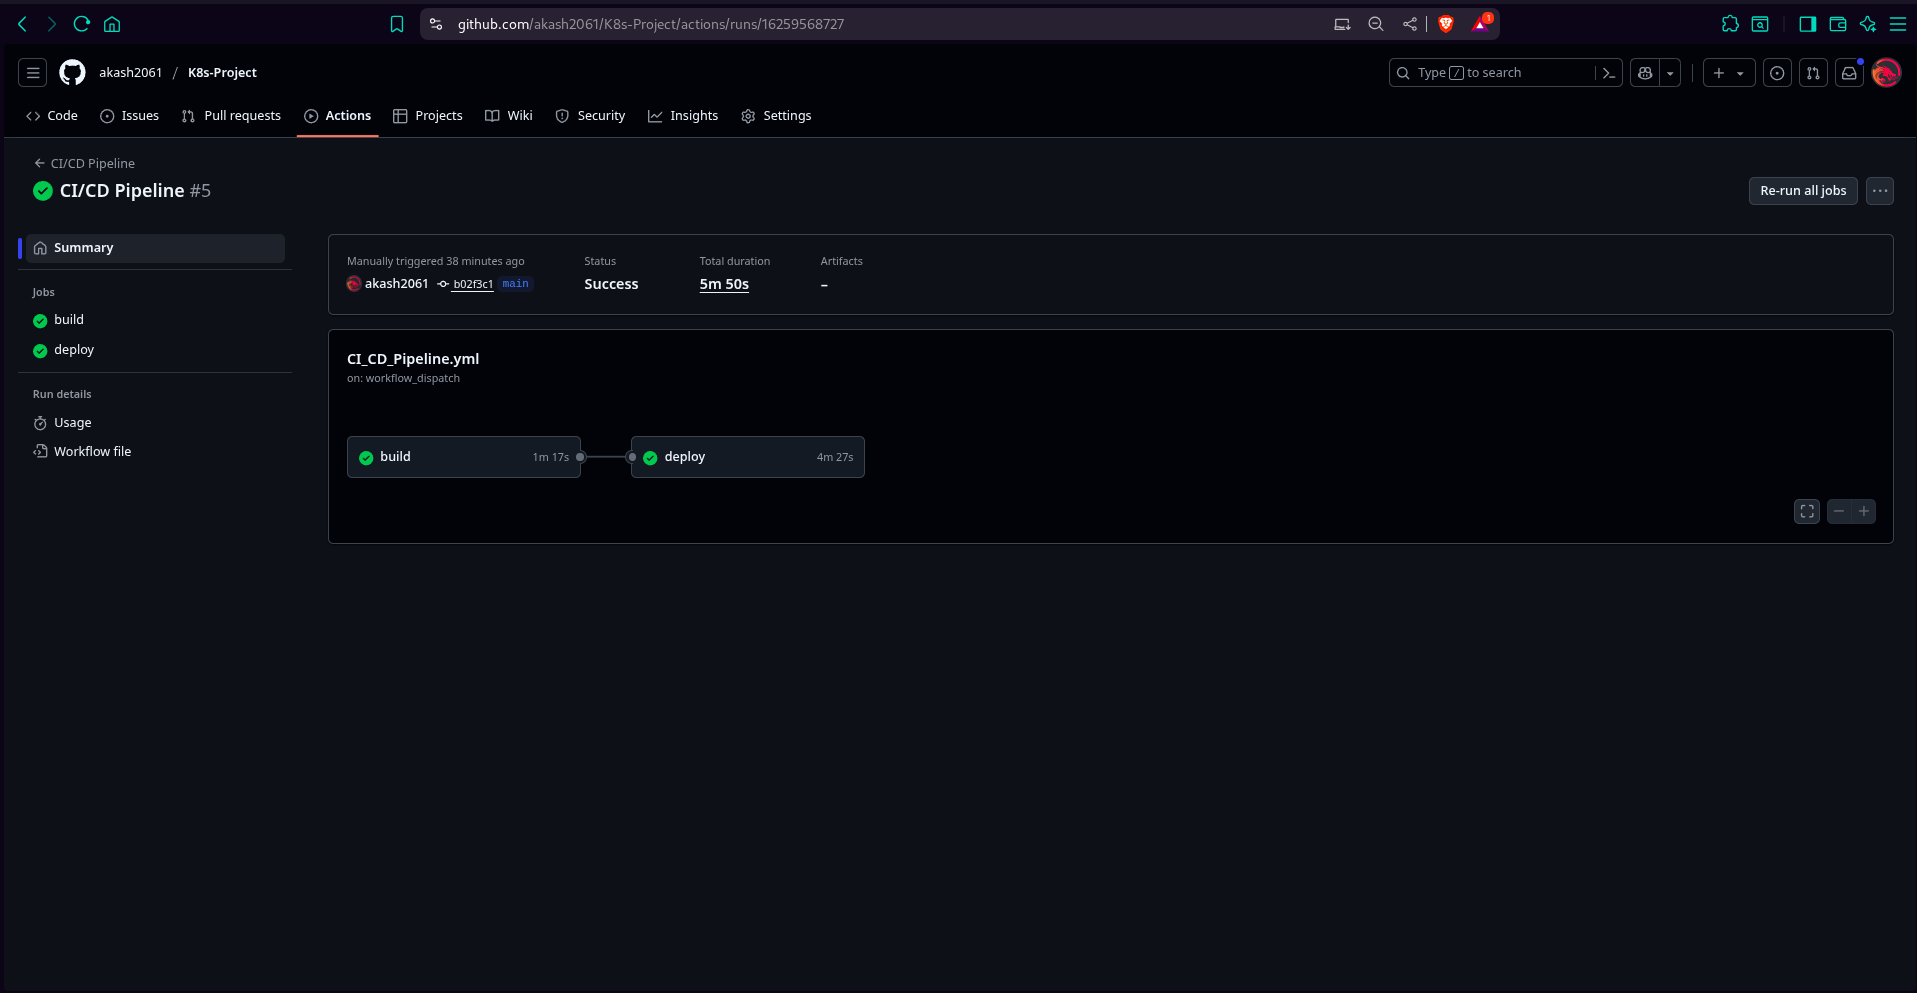 github.com/akash2061/K8s-Project/actions/runs/16259568727
1
akash2061 / K8s-Project
Type / to search
Code Issues Pull requests Actions Projects Wiki Security Insights Settings
CI/CD Pipeline
CI/CD Pipeline #5
Re-run all jobs
Summary
Jobs
build
deploy
Run details
Usage
Workflow file
Manually triggered 38 minutes ago
akash2061 b02f3c1 main
Status
Success
Total duration
5m 50s
Artifacts
–
CI_CD_Pipeline.yml
on: workflow_dispatch
build 1m 17s
deploy 4m 27s